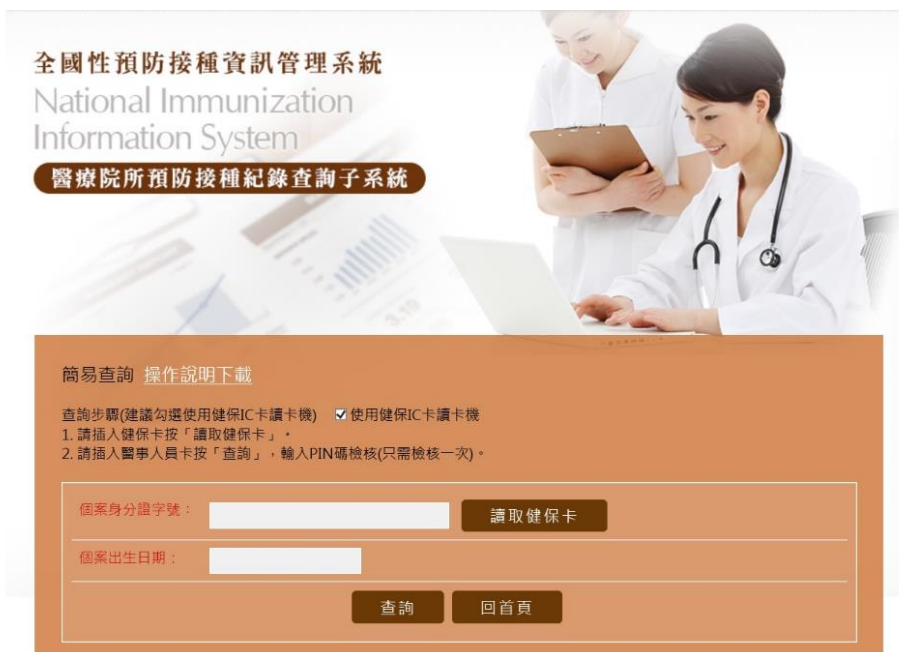 全國性預防接種資訊管理系統
National Immunization
Information System
醫療院所預防接種紀錄查詢子系統
3.19
簡易查詢 操作說明下載
查詢步驟(建議勾選使用健保IC卡讀卡機) 使用健保IC卡讀卡機
1. 請插入健保卡按「讀取健保卡」。
2. 請插入醫事人員卡按「查詢」，輸入PIN碼檢核(只需檢核一次)。
個案身分證字號：
讀取健保卡
個案出生日期：
查詢 回首頁